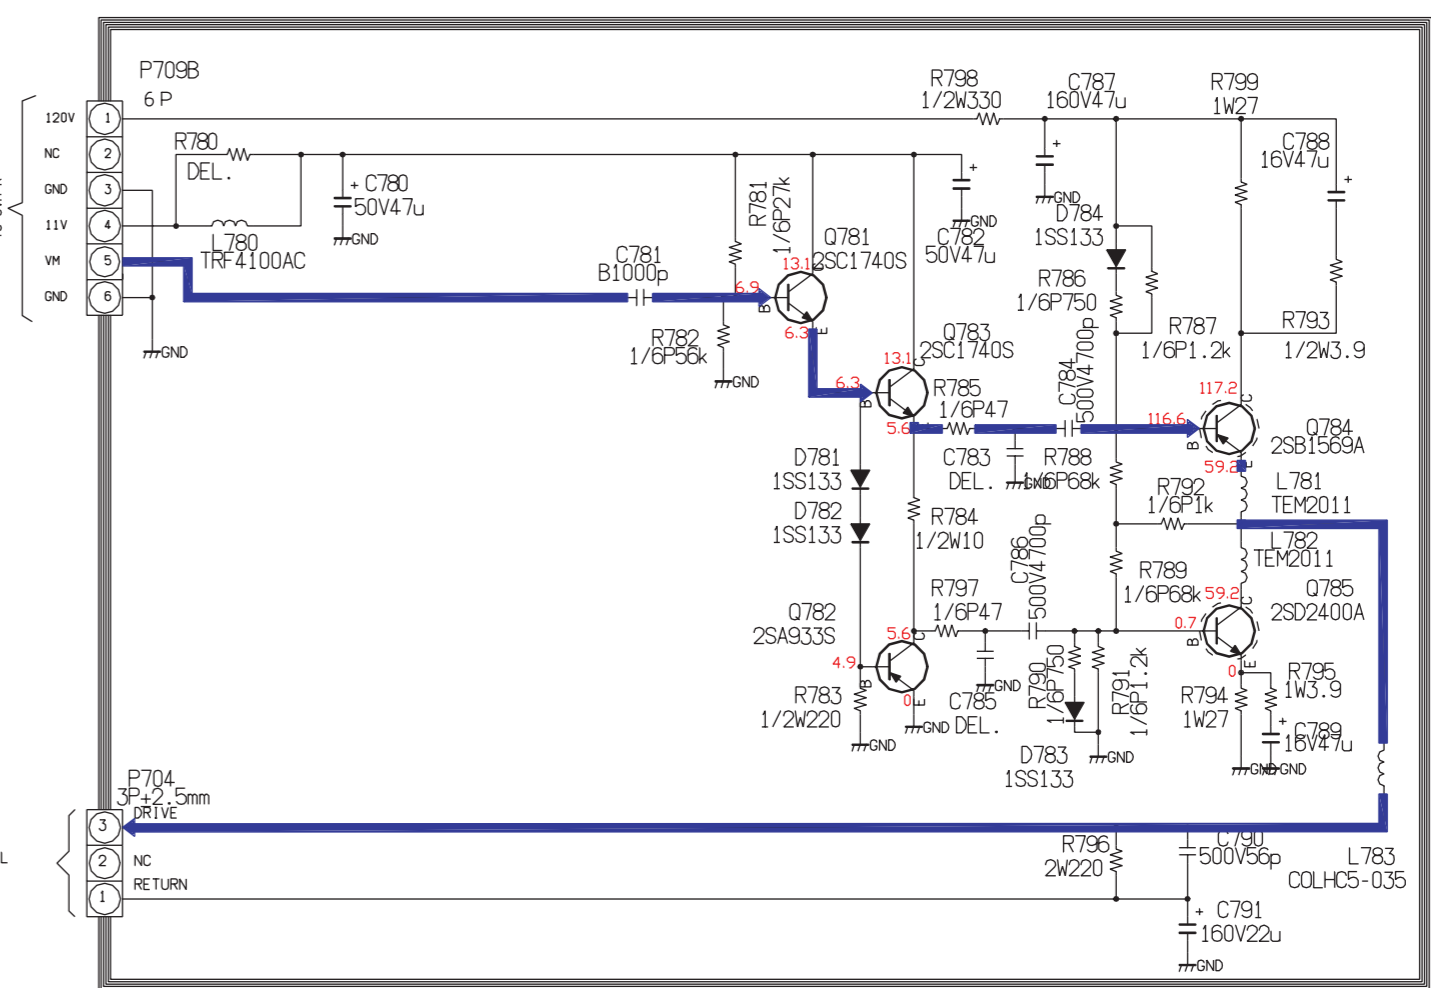 P709B
6P
120V
1
NC
2
GND
3
11V
4
VM
5
GND
6
R780
DEL.
L780
TRF4100AC
C780
50V47u
GND
GND
C781
B1000p
R782
1/6P56k
GND
R781
1/6P27k
Q781
2SC1740S
13.1
C
6.9
B
6.3
E
C782
50V47u
GND
R798
1/2W330
C787
160V47u
GND
R799
1W27
C788
16V47u
D784
1SS133
R786
1/6P750
R787
1/6P1.2k
R793
1/2W3.9
Q783
2SC1740S
13.1
C
6.3
B
5.6
R785
1/6P47
C784
500V4700p
C783
DEL.
GND
R788
1/6P68k
117.2
C
116.6
B
59.2
E
Q784
2SB1569A
L781
TEM2011
R792
1/6P1k
L782
TEM2011
D781
1SS133
D782
1SS133
R784
1/2W10
C786
500V4700p
R789
1/6P68k
59.2
C
0.7
B
0
E
Q785
2SD2400A
Q782
2SA933S
5.6
C
4.9
B
0
E
R797
1/6P47
R783
1/2W220
GND
GND
C785
DEL.
GND
R790
1/6P750
R791
1/6P1.2k
D783
1SS133
GND
R794
1W27
R795
1W3.9
C789
16V47u
GND
GND
P704
3P±2.5mm
DRIVE
3
NC
2
RETURN
1
L
R796
2W220
C790
500V56p
L783
COLHC5-035
C791
160V22u
GND